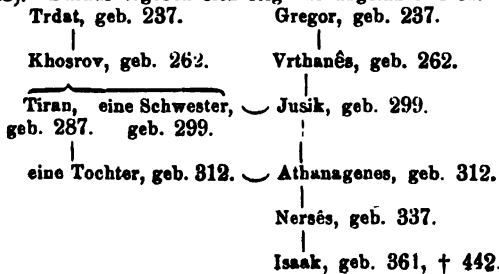 Trdat, geb. 237. Gregor, geb. 237.
Khosrov, geb. 262. Vrthanês, geb. 262.
Tiran, eine Schwester, Jusik, geb. 299.
geb. 287. geb. 299.
eine Tochter, geb. 312. Athanagenes, geb. 312.
Nersês, geb. 337.
Isaak, geb. 361, † 442.